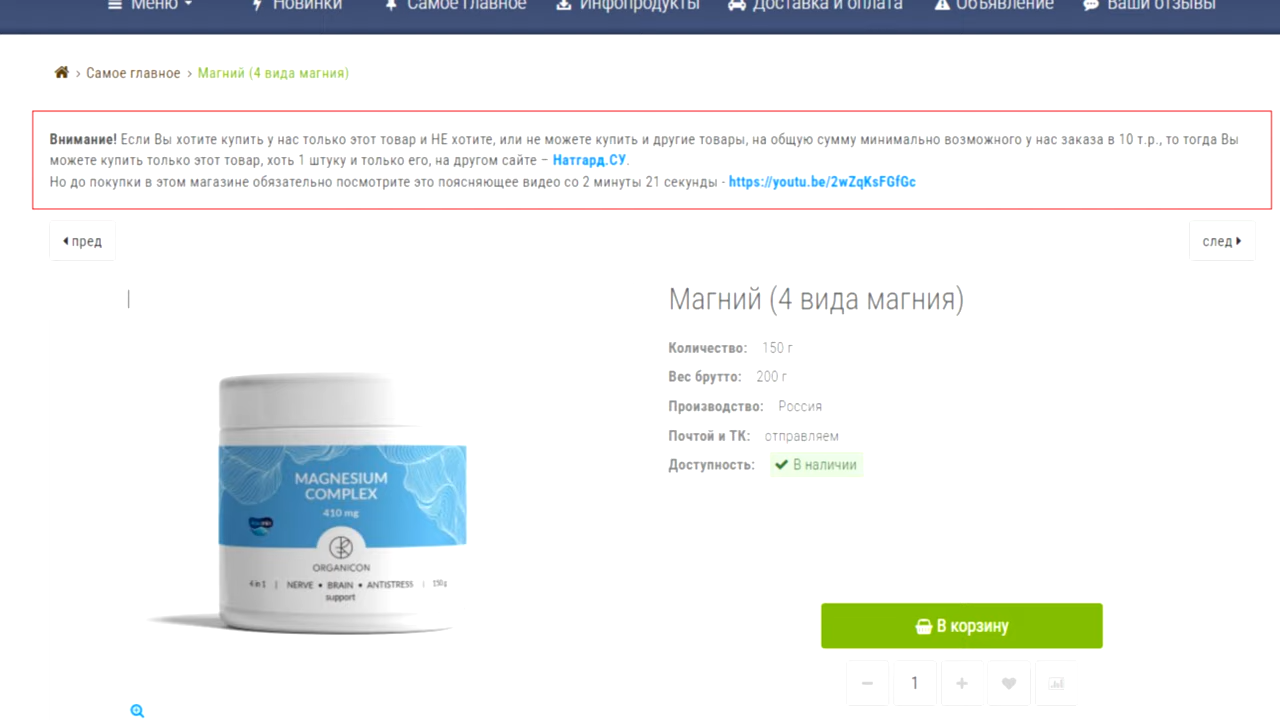 Меню
Новинки
Самое главное
Инфопродукты
Доставка и оплата
Объявление
Ваши отзывы
› Самое главное › Магний (4 вида магния)
Внимание! Если Вы хотите купить у нас только этот товар и НЕ хотите, или не можете купить и другие товары, на общую сумму минимально возможного у нас заказа в 10 т.р., то тогда Вы
можете купить только этот товар, хоть 1 штуку и только его, на другом сайте – Натгард.СУ.
Но до покупки в этом магазине обязательно посмотрите это поясняющее видео со 2 минуты 21 секунды - https://youtu.be/2wZqKsFGfGc
пред
след
Магний (4 вида магния)
Количество: 150 г
Вес брутто: 200 г
Производство: Россия
Почтой и ТК: отправляем
Доступность: В наличии
MAGNESIUM
COMPLEX
410 mg
ORGANICON
4 in 1 | NERVE • BRAIN • ANTISTRESS | 150 g
support
В корзину
− 1 +